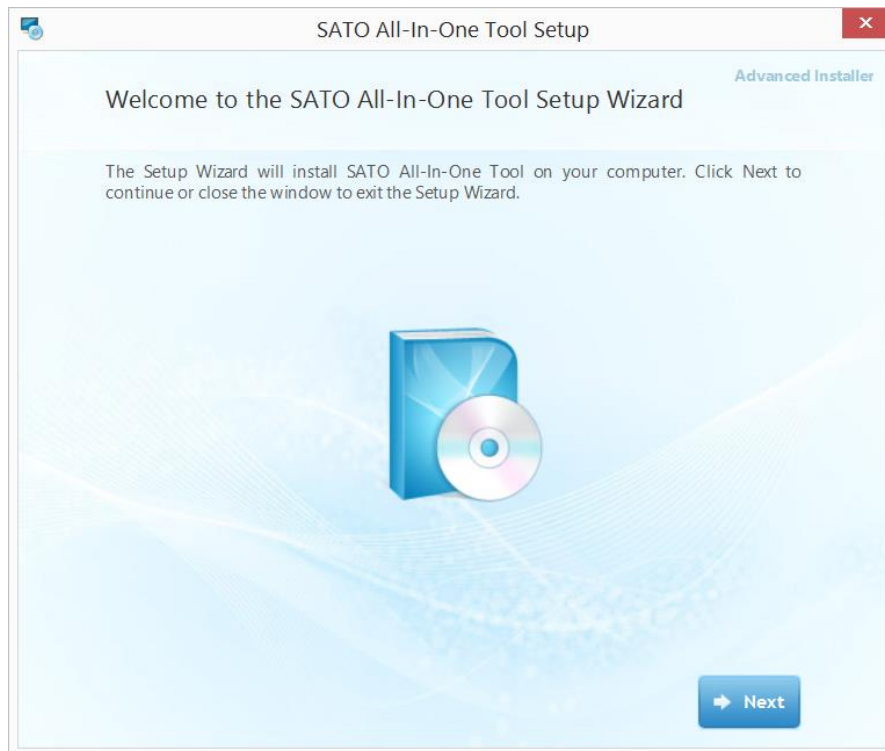 SATO All-In-One Tool Setup
Advanced Installer
Welcome to the SATO All-In-One Tool Setup Wizard
The Setup Wizard will install SATO All-In-One Tool on your computer. Click Next to
continue or close the window to exit the Setup Wizard.
Next